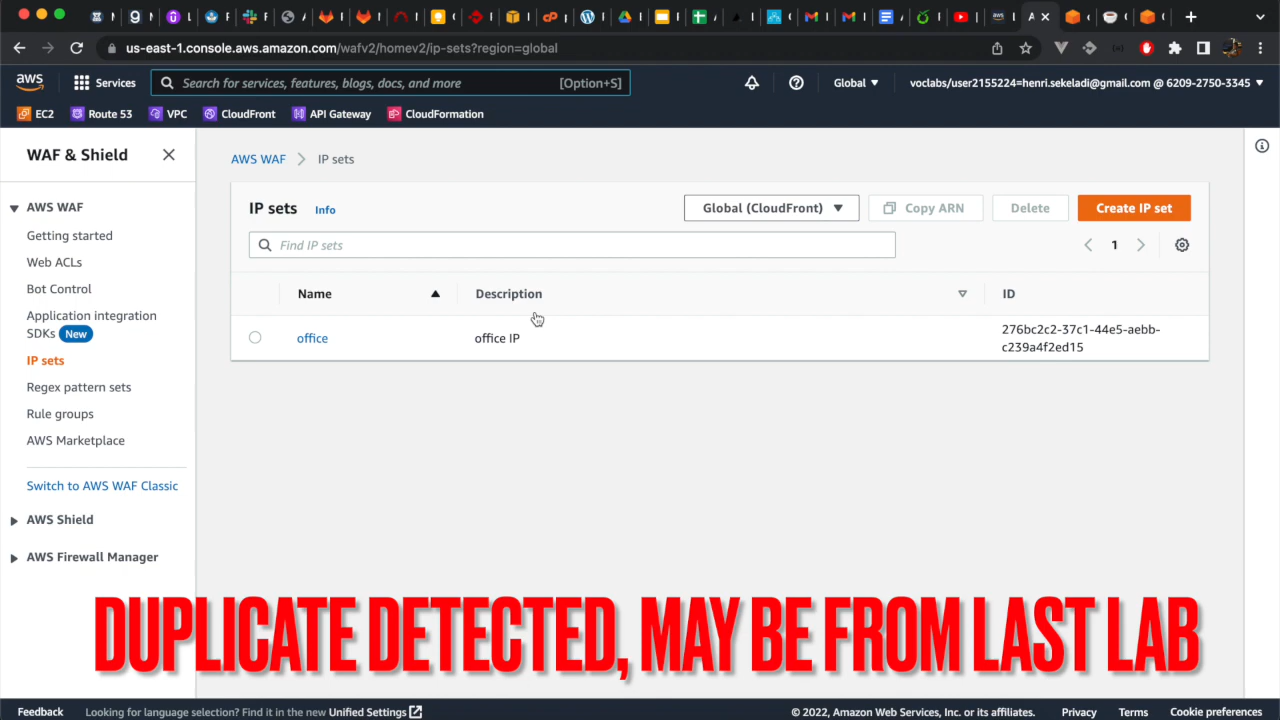 us-east-1.console.aws.amazon.com/wafv2/homev2/ip-sets?region=global
aws
Services
Search for services, features, blogs, docs, and more
[Option+S]
Global
voclabs/user2155224=henri.sekeladi@gmail.com @ 6209-2750-3345
EC2
Route 53
VPC
CloudFront
API Gateway
CloudFormation
WAF & Shield
AWS WAF
Getting started
Web ACLs
Bot Control
Application integration
SDKs New
IP sets
Regex pattern sets
Rule groups
AWS Marketplace
Switch to AWS WAF Classic
AWS Shield
AWS Firewall Manager
AWS WAF > IP sets
IP sets Info
Global (CloudFront)
Copy ARN
Delete
Create IP set
Find IP sets
1
Name
Description
ID
office
office IP
276bc2c2-37c1-44e5-aebb-
c239a4f2ed15
DUPLICATE DETECTED, MAY BE FROM LAST LAB
Feedback
Looking for language selection? Find it in the new Unified Settings
© 2022, Amazon Web Services, Inc. or its affiliates.
Privacy
Terms
Cookie preferences